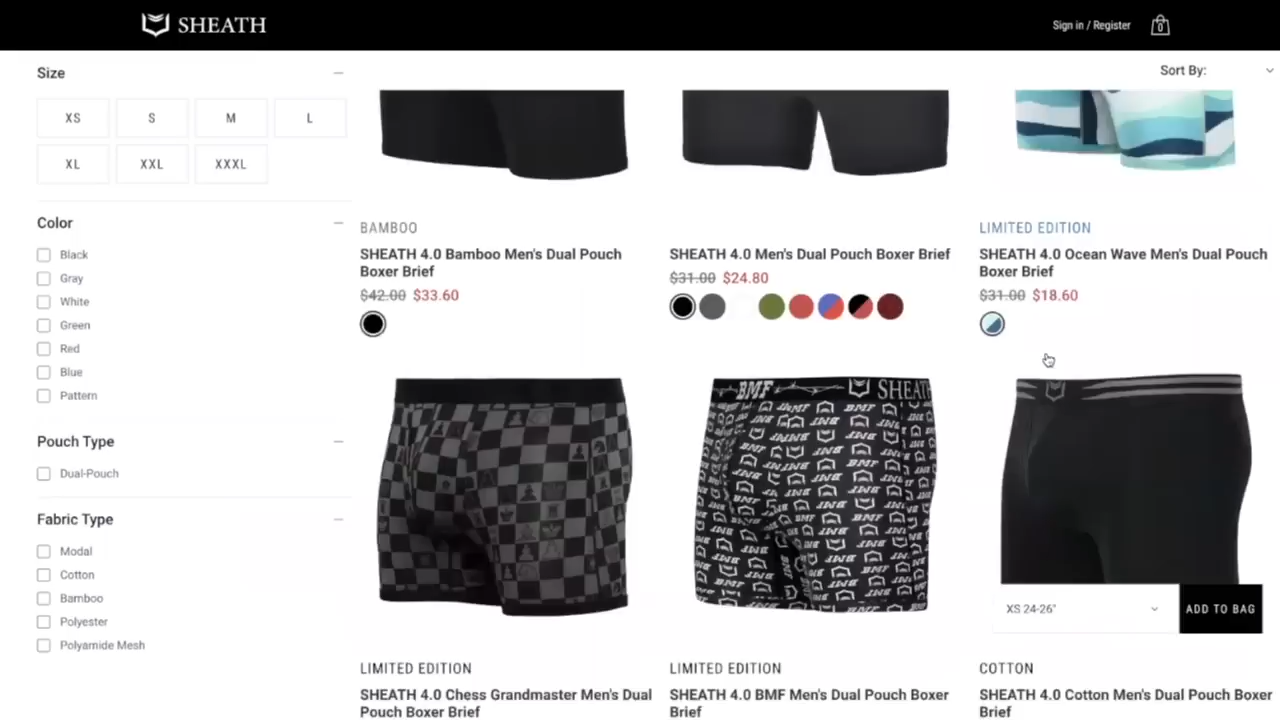 SHEATH
Sign in / Register
0
Size
Sort By:
XS
S
M
L
XL
XXL
XXXL
Color
Black
Gray
White
Green
Red
Blue
Pattern
Pouch Type
Dual-Pouch
Fabric Type
Modal
Cotton
Bamboo
Polyester
Polyamide Mesh
BAMBOO
SHEATH 4.0 Bamboo Men's Dual Pouch
Boxer Brief
$42.00 $33.60
SHEATH 4.0 Men's Dual Pouch Boxer Brief
$31.00 $24.80
LIMITED EDITION
SHEATH 4.0 Ocean Wave Men's Dual Pouch
Boxer Brief
$31.00 $18.60
BMF
SHEATH
XS 24-26"
ADD TO BAG
LIMITED EDITION
SHEATH 4.0 Chess Grandmaster Men's Dual
Pouch Boxer Brief
LIMITED EDITION
SHEATH 4.0 BMF Men's Dual Pouch Boxer
Brief
COTTON
SHEATH 4.0 Cotton Men's Dual Pouch Boxer
Brief